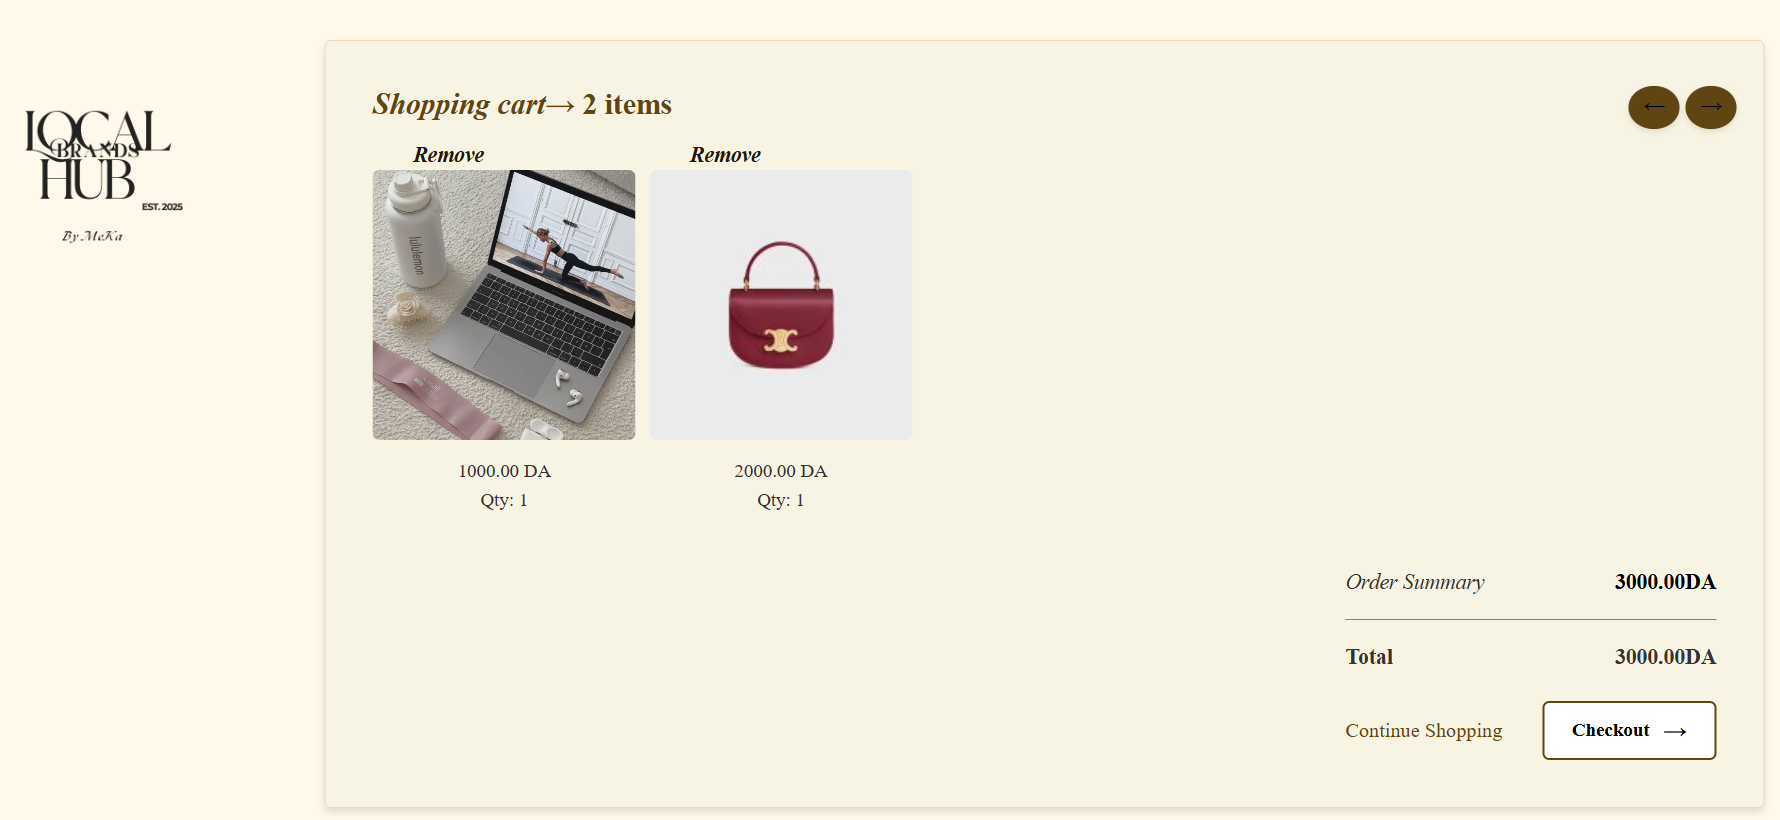 LOCAL
BRANDS
HUB
EST. 2025
By MeKa
Shopping cart→ 2 items
← →
Remove Remove
lululemon
1000.00 DA 2000.00 DA
Qty: 1 Qty: 1
Order Summary 3000.00DA
Total 3000.00DA
Continue Shopping Checkout →